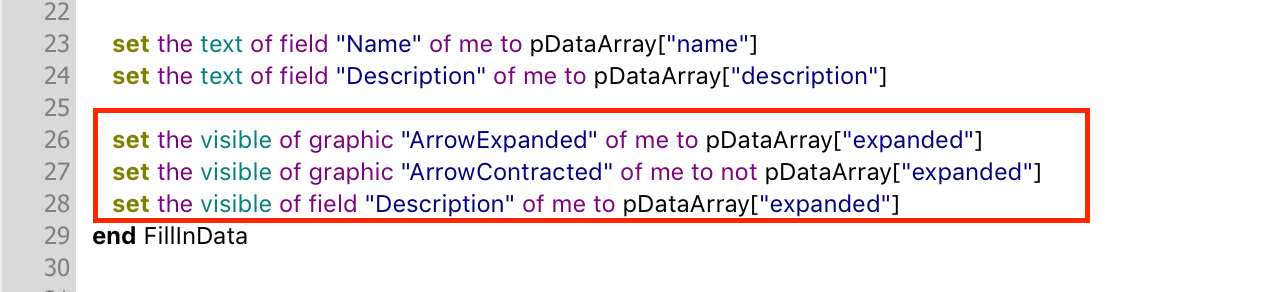 22
23 set the text of field "Name" of me to pDataArray["name"]
24 set the text of field "Description" of me to pDataArray["description"]
25
26 set the visible of graphic "ArrowExpanded" of me to pDataArray["expanded"]
27 set the visible of graphic "ArrowContracted" of me to not pDataArray["expanded"]
28 set the visible of field "Description" of me to pDataArray["expanded"]
29 end FillInData
30